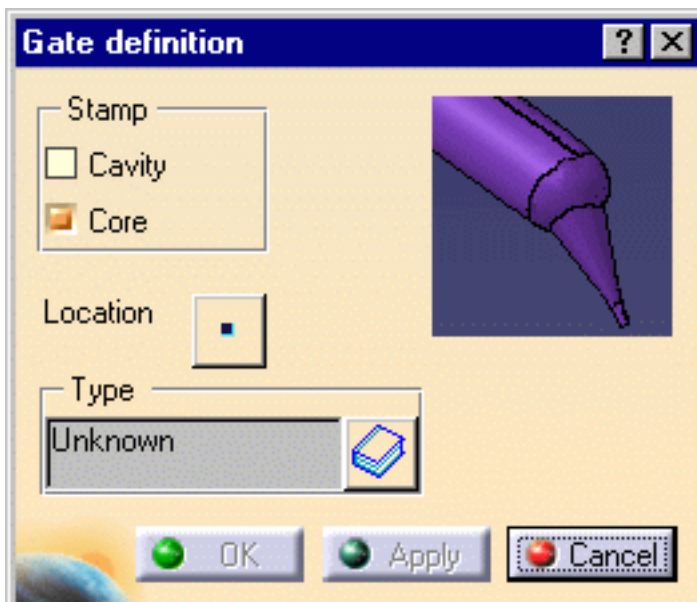 Gate definition
Stamp
Cavity
Core
Location
Type
Unknown
OK
Apply
Cancel